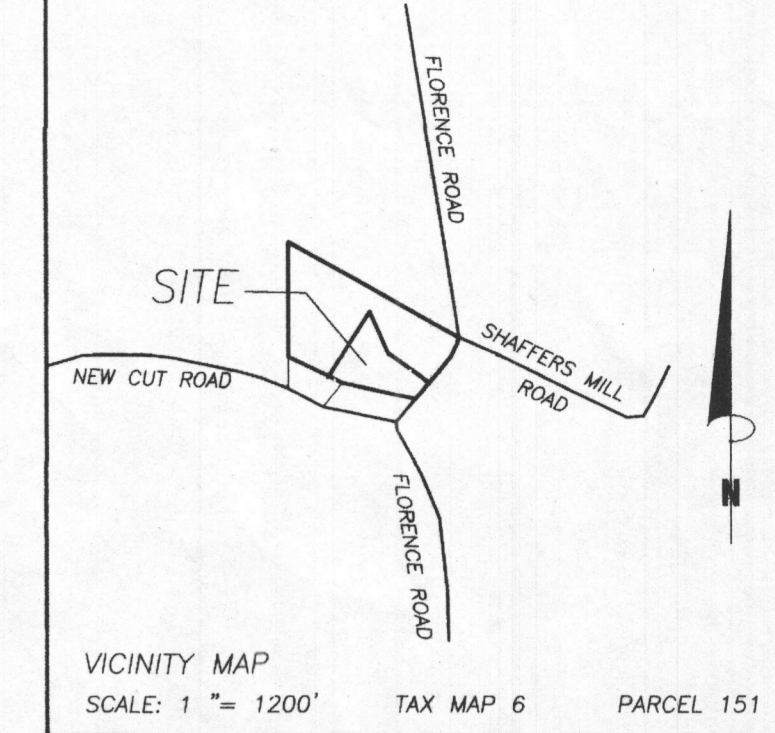 FLORENCE ROAD
SITE
SHAFFERS MILL
ROAD
NEW CUT ROAD
N
FLORENCE ROAD
VICINITY MAP
SCALE: 1 "= 1200' TAX MAP 6 PARCEL 151